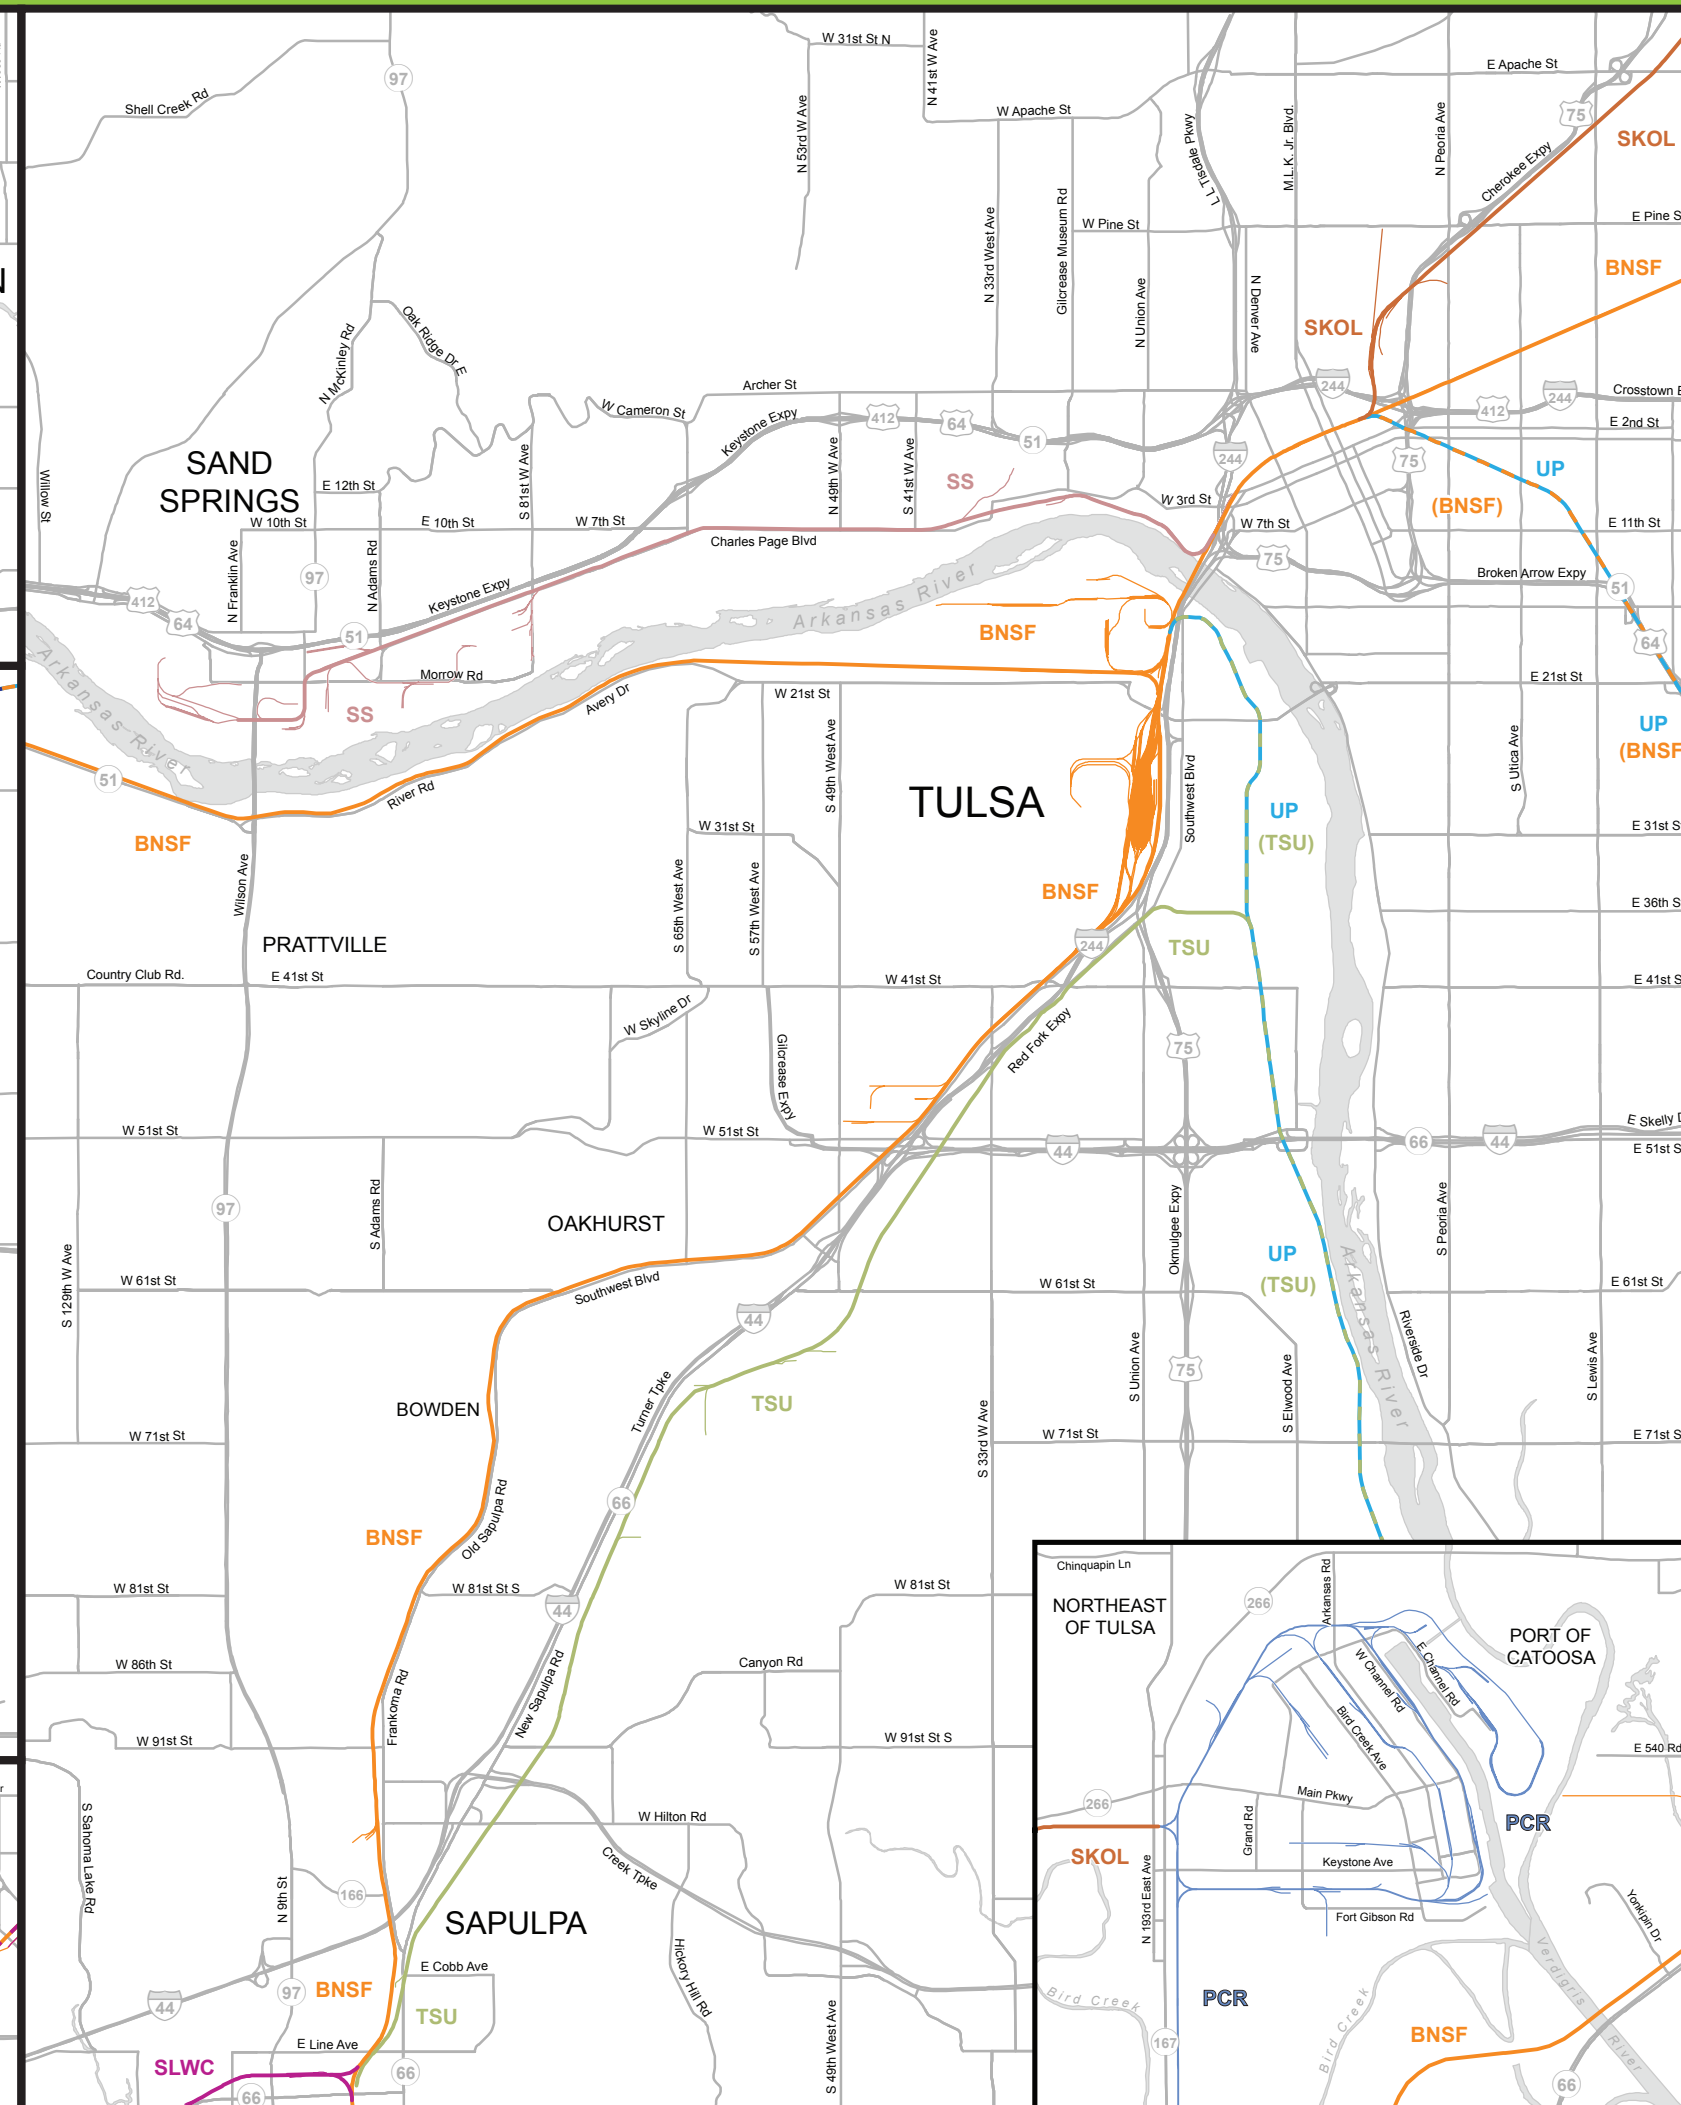 W 31st St N
N 41st W Ave
E Apache St
97
Shell Creek Rd
N 53rd W Ave
W Apache St
L L Tisdale Pkwy
M.L.K. Jr. Blvd.
N Peoria Ave
75
SKOL
Cherokee Expy
Gilcrease Museum Rd
N 33rd West Ave
W Pine St
E Pine S
BNSF
N
N Union Ave
N Denver Ave
Oak Ridge Dr E
N McKinley Rd
SKOL
Archer St
244
244
Crosstown E
W Cameron St
Keystone Expy
412
64
51
412
E 2nd St
SAND
SPRINGS
244
75
UP
(BNSF)
Willow St
E 12th St
S 81st W Ave
N 49th W Ave
S 41st W Ave
SS
W 3rd St
W 10th St
E 10th St
W 7th St
Charles Page Blvd
W 7th St
E 11th St
N Franklin Ave
97
N Adams Rd
Keystone Expy
75
Broken Arrow Expy
51
412
64
51
Arkansas River
BNSF
64
Arkansas River
Morrow Rd
SS
Avery Dr
W 21st St
E 21st St
UP
(BNSF
51
River Rd
S 49th West Ave
Southwest Blvd
S Utica Ave
TULSA
UP
(TSU)
BNSF
W 31st St
E 31st S
Wilson Ave
S 65th West Ave
S 57th West Ave
BNSF
E 36th S
PRATTVILLE
244
TSU
Country Club Rd.
E 41st St
W 41st St
E 41st S
W Skyline Dr
Gilcrease Expy
Red Fork Expy
75
W 51st St
W 51st St
44
66
44
E Skelly D
E 51st S
97
S Adams Rd
OAKHURST
Okmulgee Expy
S Peoria Ave
S 129th W Ave
W 61st St
Southwest Blvd
W 61st St
UP
(TSU)
Arkansas River
E 61st St
44
Riverside Dr
Turner Tpke
S Union Ave
75
S Elwood Ave
S Lewis Ave
BOWDEN
TSU
W 71st St
S 33rd W Ave
W 71st St
E 71st S
66
Old Sapulpa Rd
BNSF
W 81st St
W 81st St S
44
W 81st St
Chinquapin Ln
NORTHEAST
OF TULSA
266
Arkansas Rd
PORT OF
CATOOSA
W Channel Rd
E Channel Rd
W 86th St
Frankoma Rd
New Sapulpa Rd
Canyon Rd
W 91st St
W 91st St S
Bird Creek Ave
E 540 Rd
266
Main Pkwy
PCR
S Sahoma Lake Rd
W Hilton Rd
Creek Tpke
SKOL
Grand Rd
Keystone Ave
N 9th St
166
N 193rd East Ave
Fort Gibson Rd
Yonkipin Dr
SAPULPA
Hickory Hill Rd
E Cobb Ave
Verdigris River
BNSF
97
44
TSU
Bird Creek
PCR
Bird Creek
BNSF
E Line Ave
SLWC
66
66
S 49th West Ave
167
66